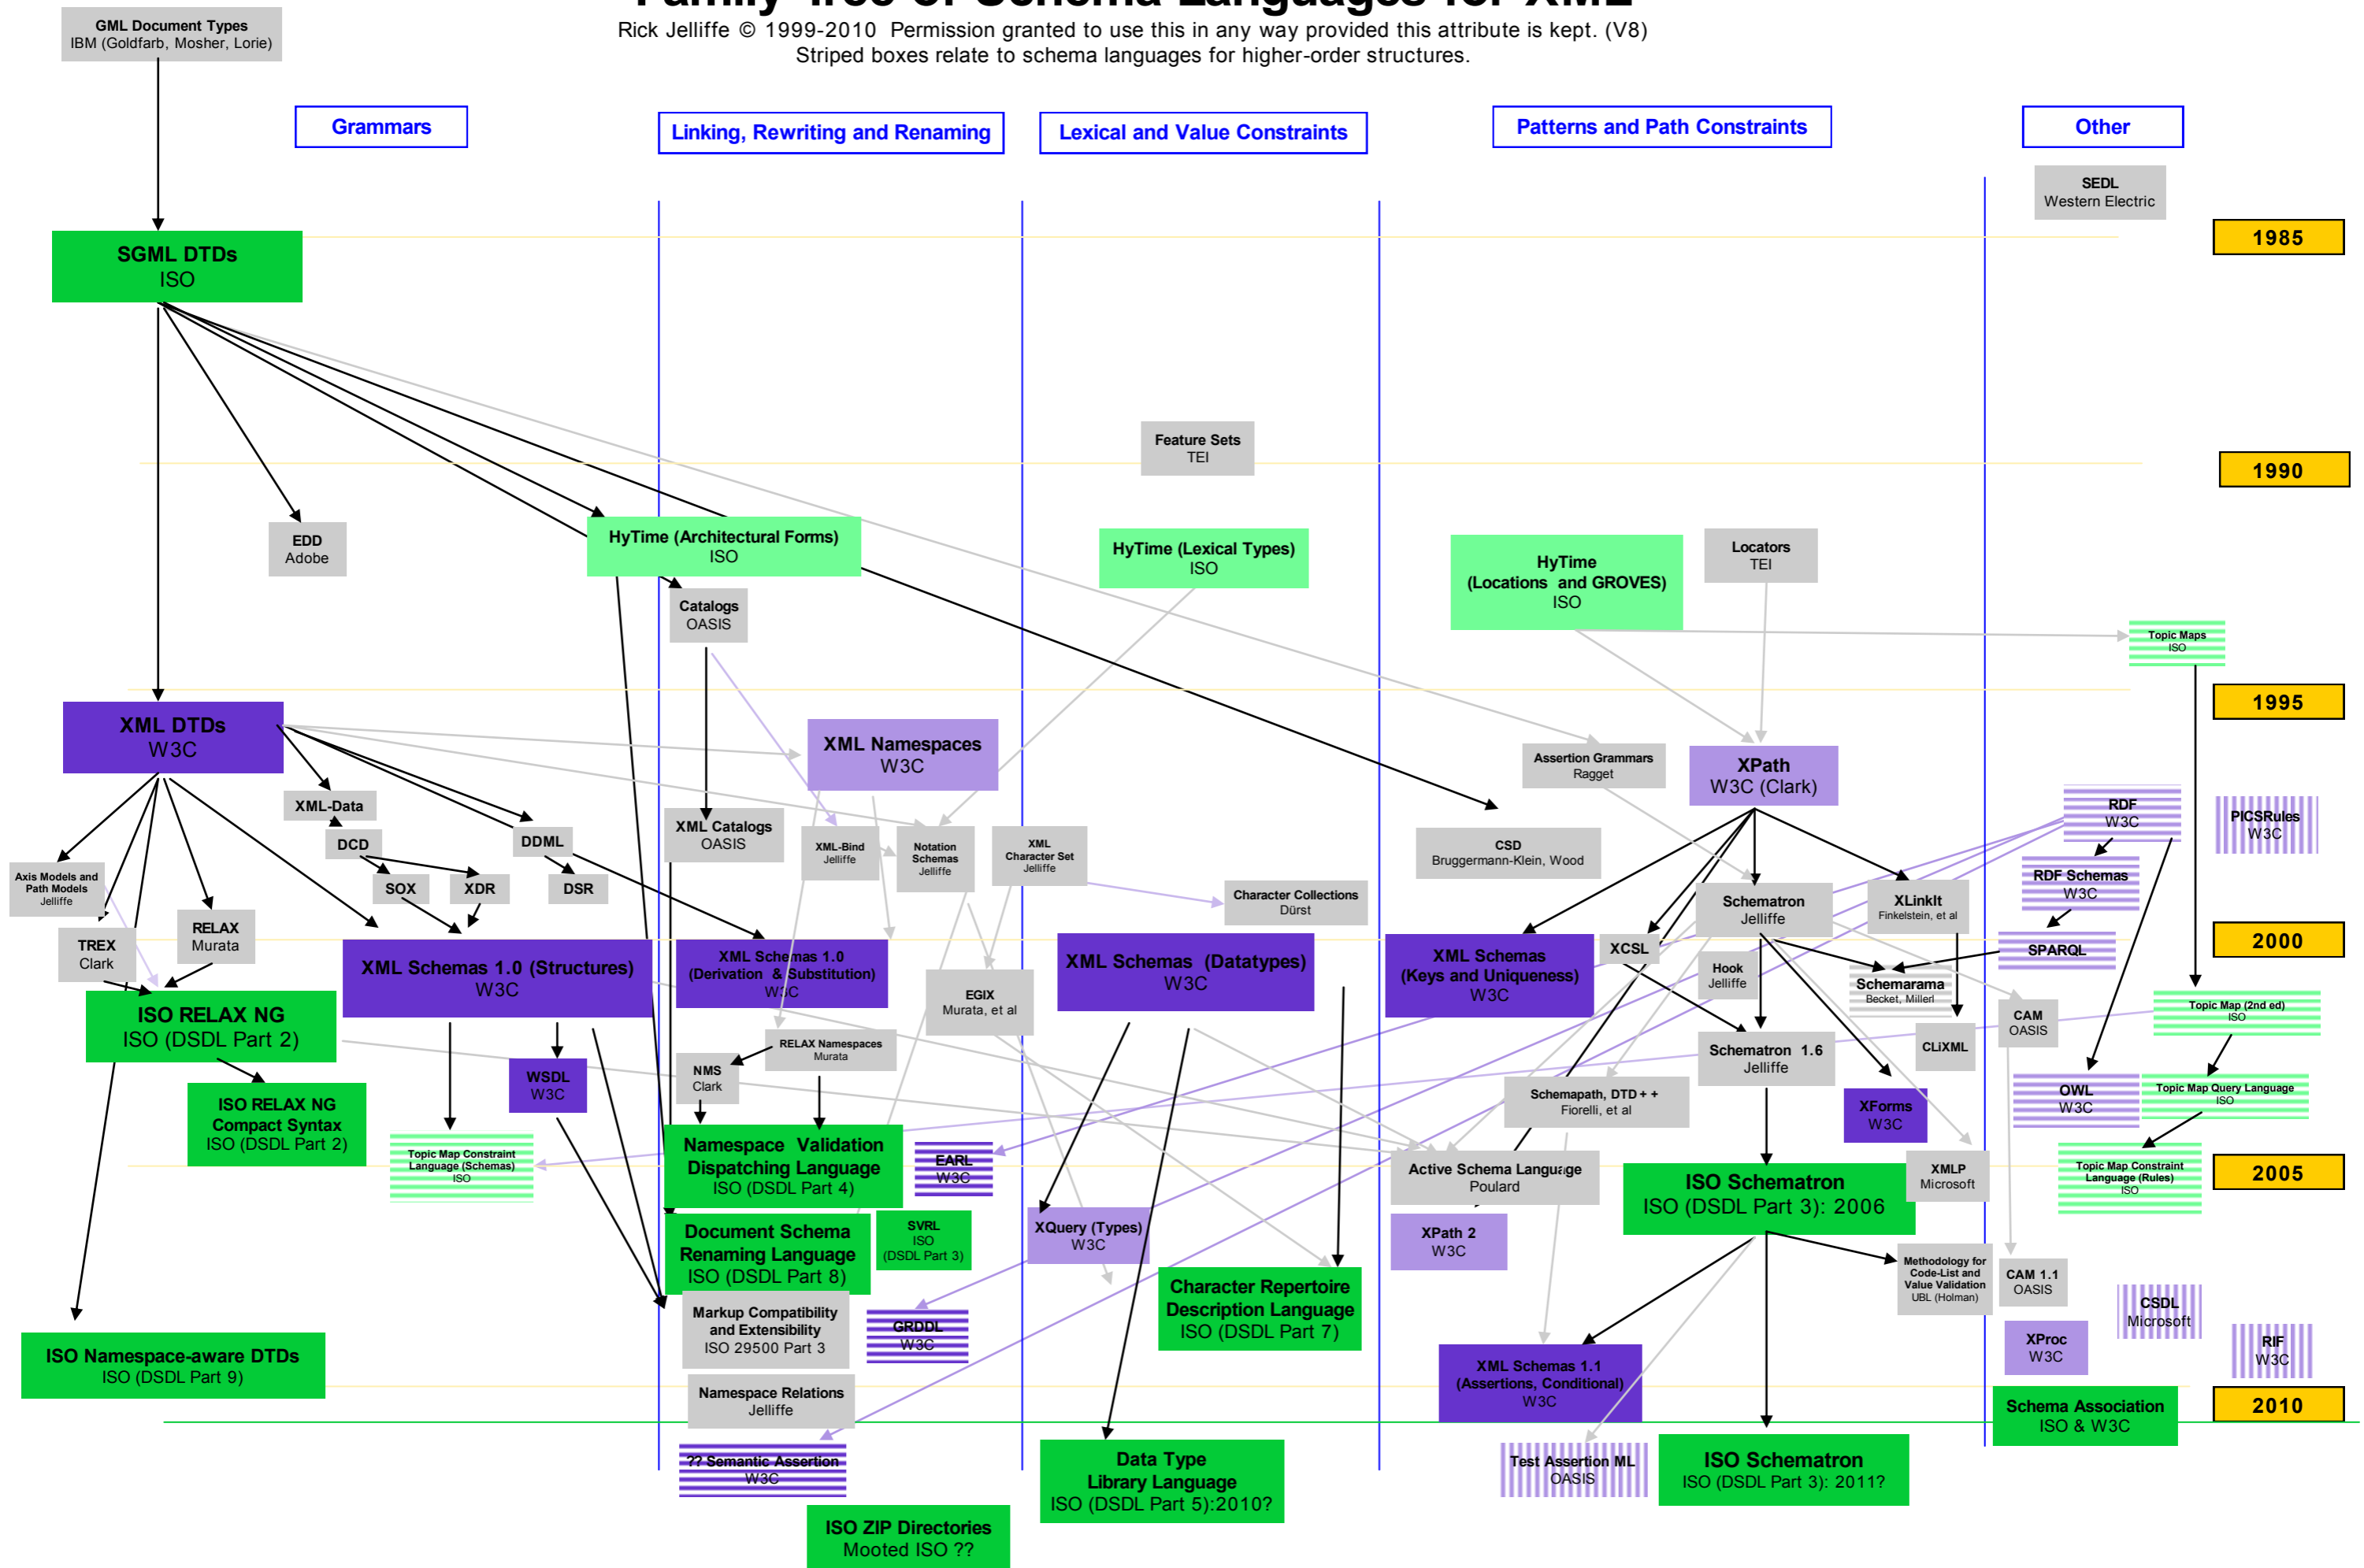 Family Tree of Schema Languages for XML
Rick Jelliffe © 1999-2010 Permission granted to use this in any way provided this attribute is kept. (V8)
Striped boxes relate to schema languages for higher-order structures.
GML Document Types
IBM (Goldfarb, Mosher, Lorie)
Grammars
Linking, Rewriting and Renaming
Lexical and Value Constraints
Patterns and Path Constraints
Other
SEDL
Western Electric
1985
SGML DTDs
ISO
Feature Sets
TEI
1990
EDD
Adobe
HyTime (Architectural Forms)
ISO
HyTime (Lexical Types)
ISO
HyTime
(Locations and GROVES)
ISO
Locators
TEI
Catalogs
OASIS
Topic Maps
ISO
1995
XML DTDs
W3C
XML Namespaces
W3C
Assertion Grammars
Ragget
XPath
W3C (Clark)
XML-Data
DCD
SOX
XDR
DDML
DSR
XML Catalogs
OASIS
XML-Bind
Jelliffe
Notation
Schemas
Jelliffe
XML
Character Set
Jelliffe
Character Collections
Dürst
CSD
Bruggermann-Klein, Wood
RDF
W3C
PICSRules
W3C
RDF Schemas
W3C
SPARQL
Axis Models and
Path Models
Jelliffe
TREX
Clark
RELAX
Murata
Schematron
Jelliffe
XLinkIt
Finkelstein, et al
2000
XML Schemas 1.0 (Structures)
W3C
XML Schemas 1.0
(Derivation & Substitution)
W3C
XML Schemas (Datatypes)
W3C
XML Schemas
(Keys and Uniqueness)
W3C
XCSL
Hook
Jelliffe
Schemarama
Becket, Millerl
EGIX
Murata, et al
ISO RELAX NG
ISO (DSDL Part 2)
CAM
OASIS
Topic Map (2nd ed)
ISO
RELAX Namespaces
Murata
NMS
Clark
WSDL
W3C
Schematron 1.6
Jelliffe
CLiXML
ISO RELAX NG
Compact Syntax
ISO (DSDL Part 2)
Schemapath, DTD++
Fiorelli, et al
XForms
W3C
OWL
W3C
Topic Map Query Language
ISO
Topic Map Constraint
Language (Schemas)
ISO
Namespace Validation
Dispatching Language
ISO (DSDL Part 4)
EARL
W3C
Active Schema Language
Poulard
ISO Schematron
ISO (DSDL Part 3): 2006
XMLP
Microsoft
Topic Map Constraint
Language (Rules)
ISO
2005
Document Schema
Renaming Language
ISO (DSDL Part 8)
SVRL
ISO
(DSDL Part 3)
XQuery (Types)
W3C
XPath 2
W3C
Character Repertoire
Description Language
ISO (DSDL Part 7)
Methodology for
Code-List and
Value Validation
UBL (Holman)
CAM 1.1
OASIS
CSDL
Microsoft
Markup Compatibility
and Extensibility
ISO 29500 Part 3
GRDDL
W3C
XProc
W3C
RIF
W3C
ISO Namespace-aware DTDs
ISO (DSDL Part 9)
XML Schemas 1.1
(Assertions, Conditional)
W3C
Namespace Relations
Jelliffe
Schema Association
ISO & W3C
2010
?? Semantic Assertion
W3C
Data Type
Library Language
ISO (DSDL Part 5):2010?
Test Assertion ML
OASIS
ISO Schematron
ISO (DSDL Part 3): 2011?
ISO ZIP Directories
Mooted ISO ??